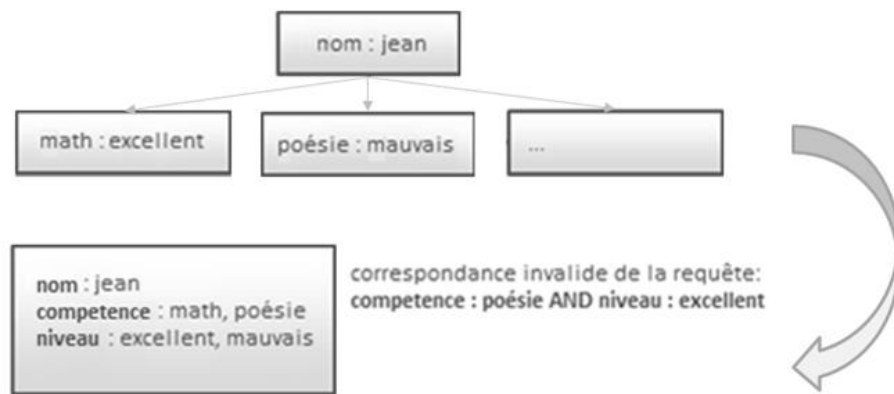 nom : jean
math : excellent
poésie : mauvais
...
nom : jean
competence : math, poésie
niveau : excellent, mauvais
correspondance invalide de la requête:
competence : poésie AND niveau : excellent